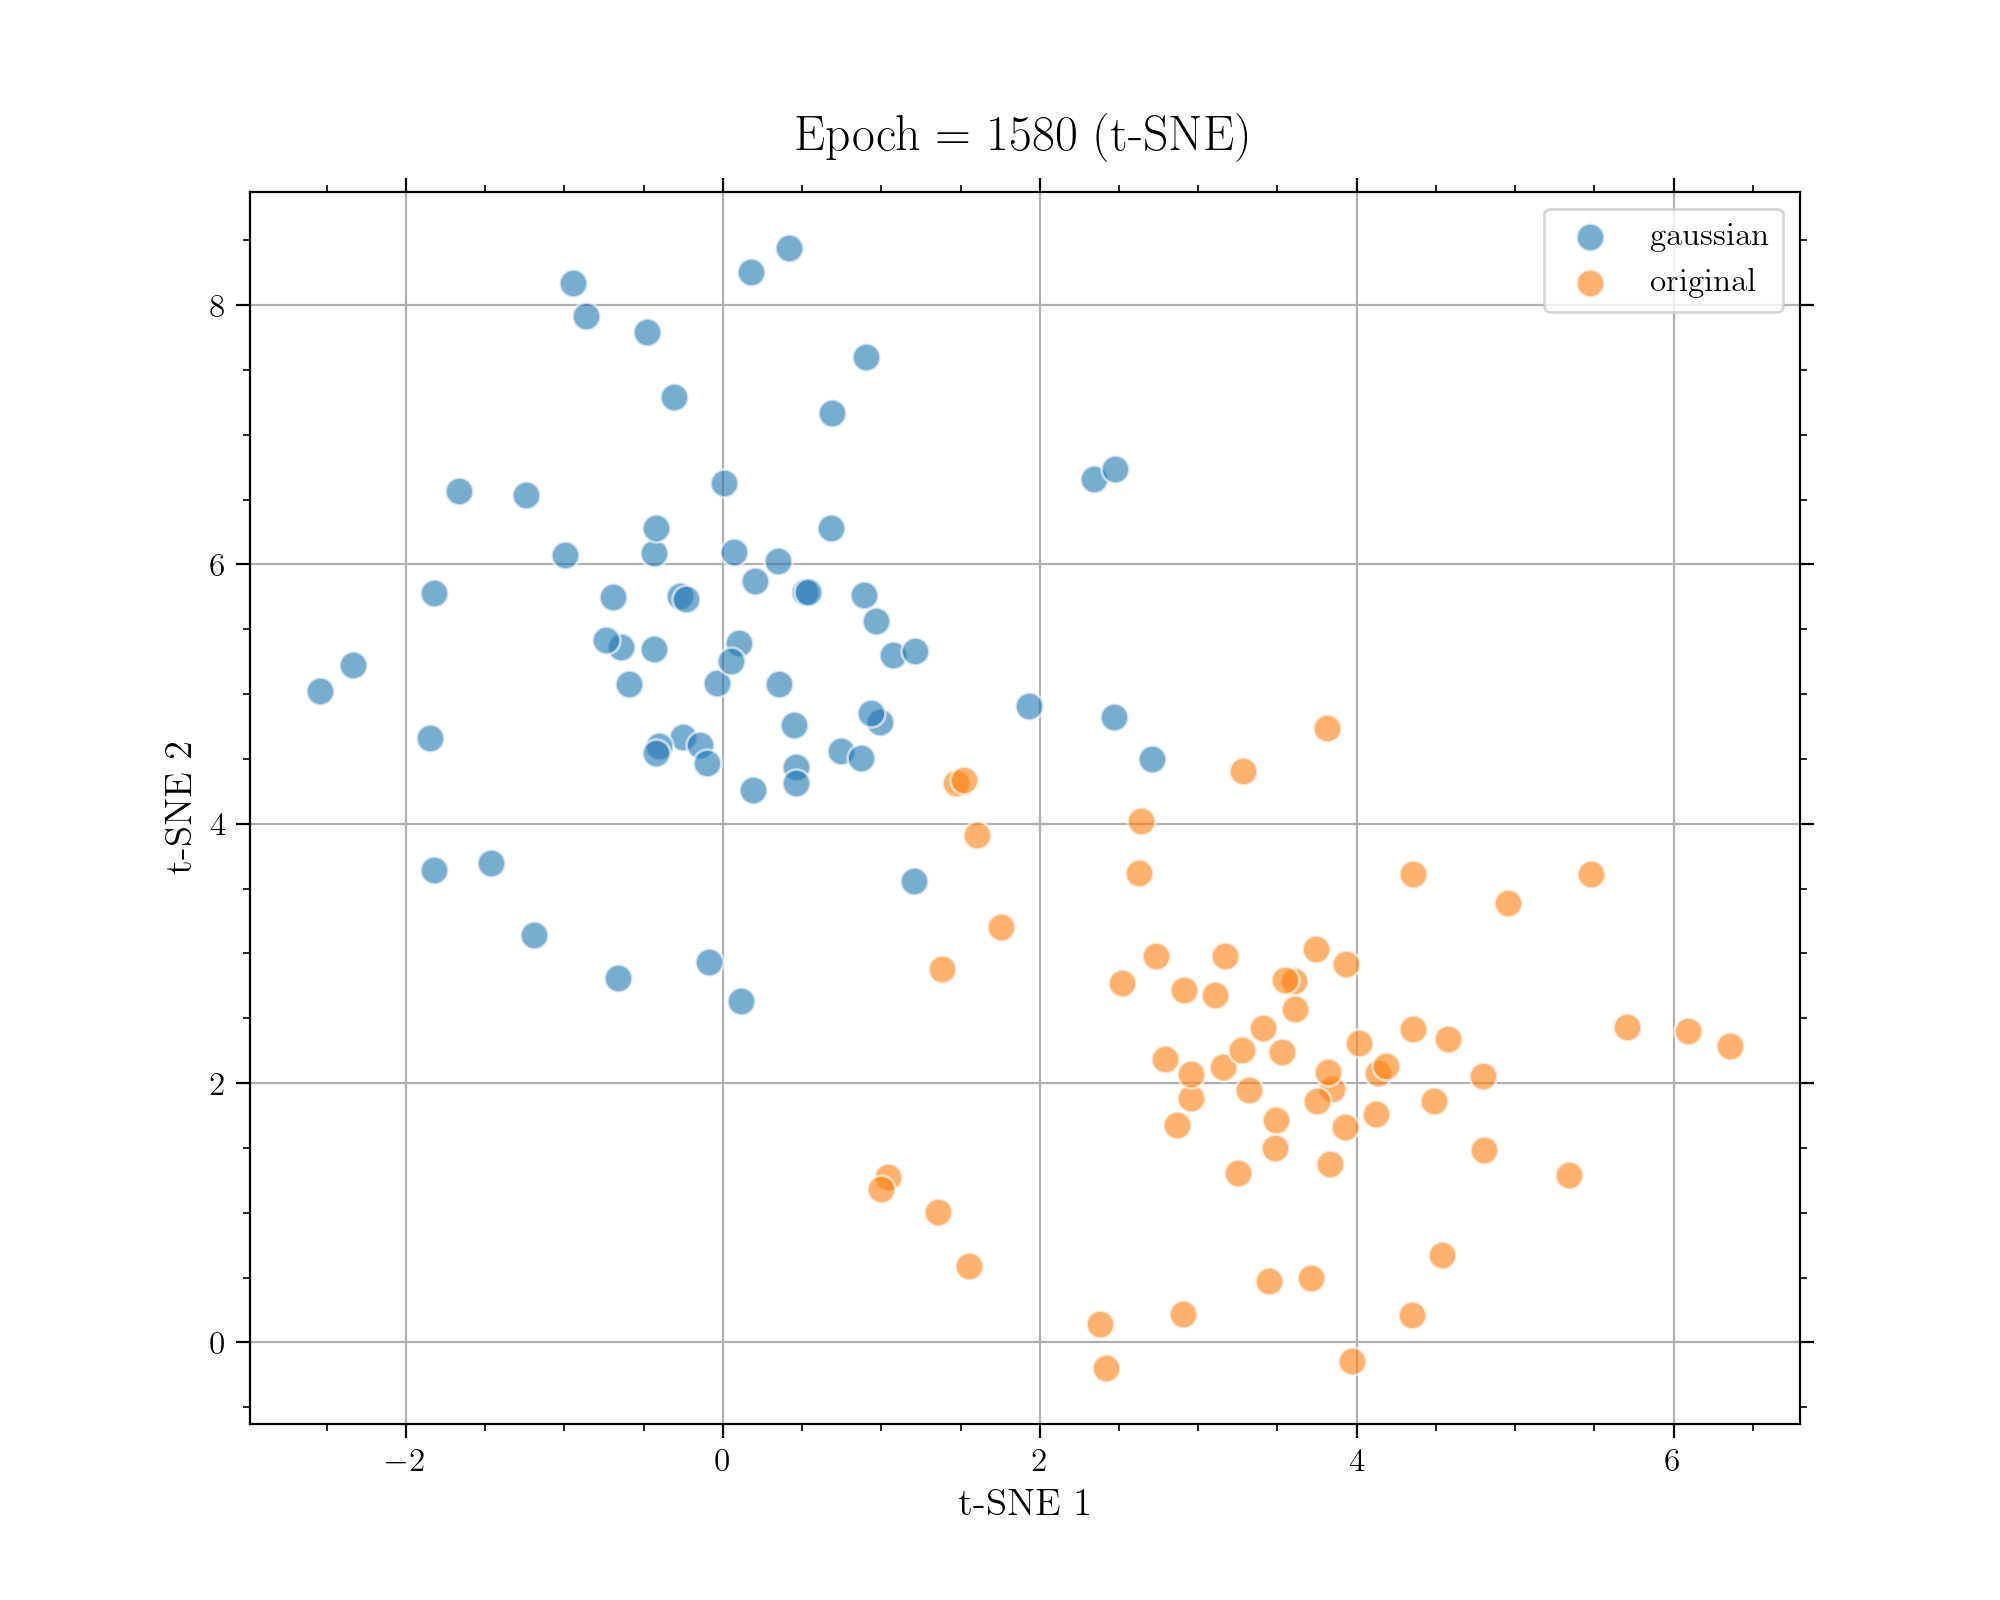 Epoch = 1580 (t-SNE)
gaussian
original
8
6
4
2
0
t-SNE 2
−2 0 2 4 6
t-SNE 1